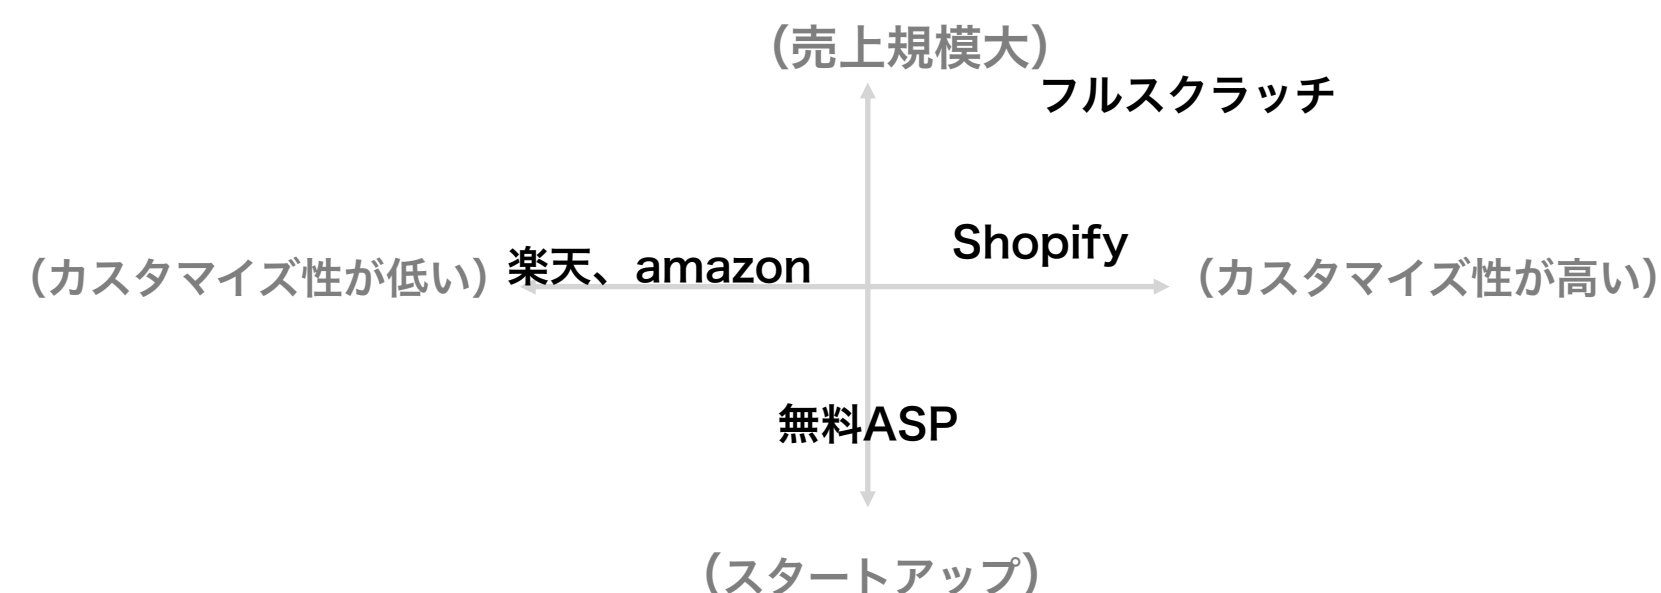 （売上規模大）
フルスクラッチ
Shopify
（カスタマイズ性が低い）
楽天、amazon
（カスタマイズ性が高い）
無料ASP
（スタートアップ）